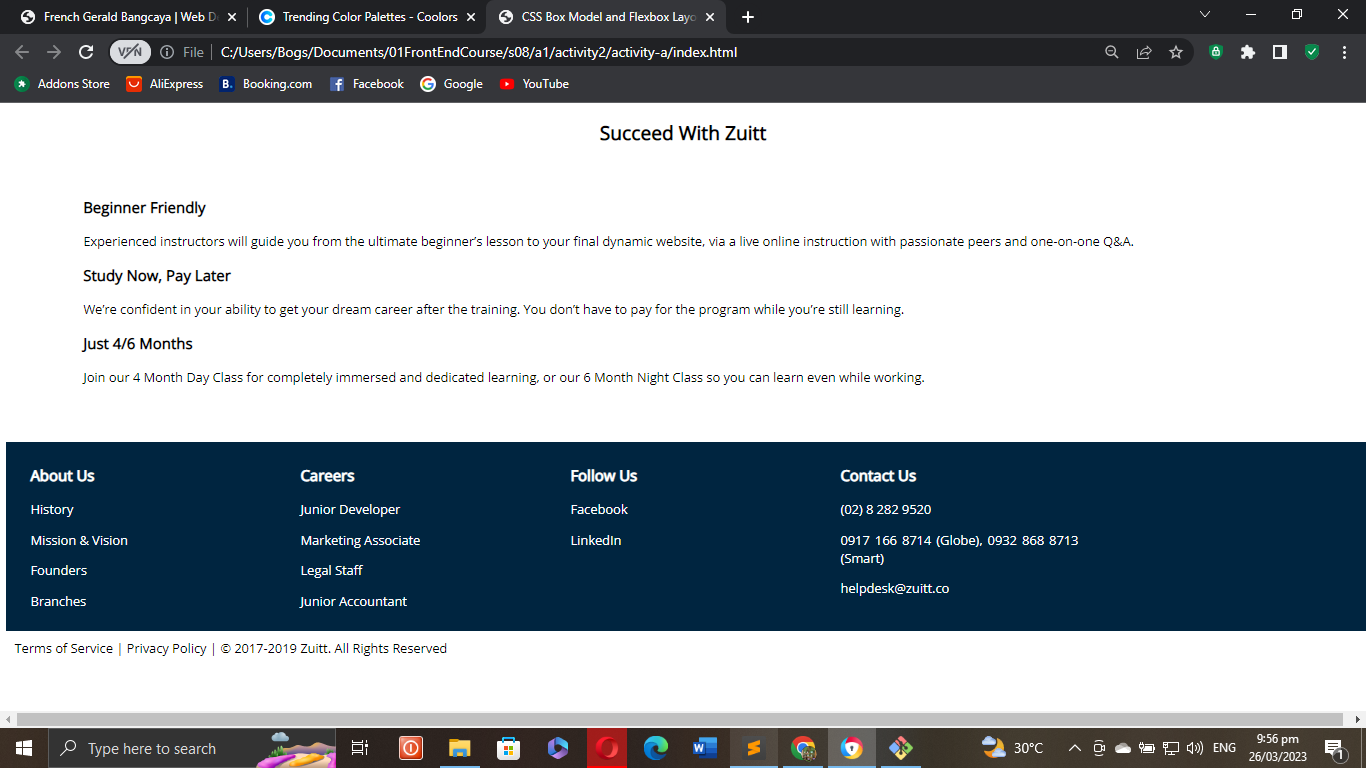 French Gerald Bangcaya | Web D
Trending Color Palettes - Coolors
CSS Box Model and Flexbox Layo
VPN
File
C:/Users/Bogs/Documents/01FrontEndCourse/s08/a1/activity2/activity-a/index.html
Addons Store
AliExpress
B. Booking.com
Facebook
Google
YouTube
Succeed With Zuitt
Beginner Friendly
Experienced instructors will guide you from the ultimate beginner’s lesson to your final dynamic website, via a live online instruction with passionate peers and one-on-one Q&A.
Study Now, Pay Later
We’re confident in your ability to get your dream career after the training. You don’t have to pay for the program while you’re still learning.
Just 4/6 Months
Join our 4 Month Day Class for completely immersed and dedicated learning, or our 6 Month Night Class so you can learn even while working.
About Us
History
Mission & Vision
Founders
Branches
Careers
Junior Developer
Marketing Associate
Legal Staff
Junior Accountant
Follow Us
Facebook
LinkedIn
Contact Us
(02) 8 282 9520
0917 166 8714 (Globe), 0932 868 8713
(Smart)
helpdesk@zuitt.co
Terms of Service | Privacy Policy | © 2017-2019 Zuitt. All Rights Reserved
Type here to search
30°C
ENG
9:56 pm
26/03/2023
1